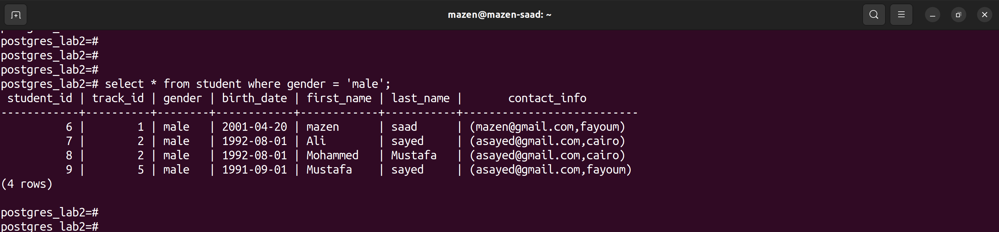 mazen@mazen-saad: ~
postgres_lab2=#
postgres_lab2=#
postgres_lab2=#
postgres_lab2=# select * from student where gender = 'male';
 student_id | track_id | gender | birth_date | first_name | last_name |       contact_info
------------+----------+--------+------------+------------+-----------+---------------------------
          6 |        1 | male   | 2001-04-20 | mazen      | saad      | (mazen@gmail.com,fayoum)
          7 |        2 | male   | 1992-08-01 | Ali        | sayed     | (asayed@gmail.com,cairo)
          8 |        2 | male   | 1992-08-01 | Mohammed   | Mustafa   | (asayed@gmail.com,cairo)
          9 |        5 | male   | 1991-09-01 | Mustafa    | sayed     | (asayed@gmail.com,fayoum)
(4 rows)
postgres_lab2=#
postgres_lab2=#